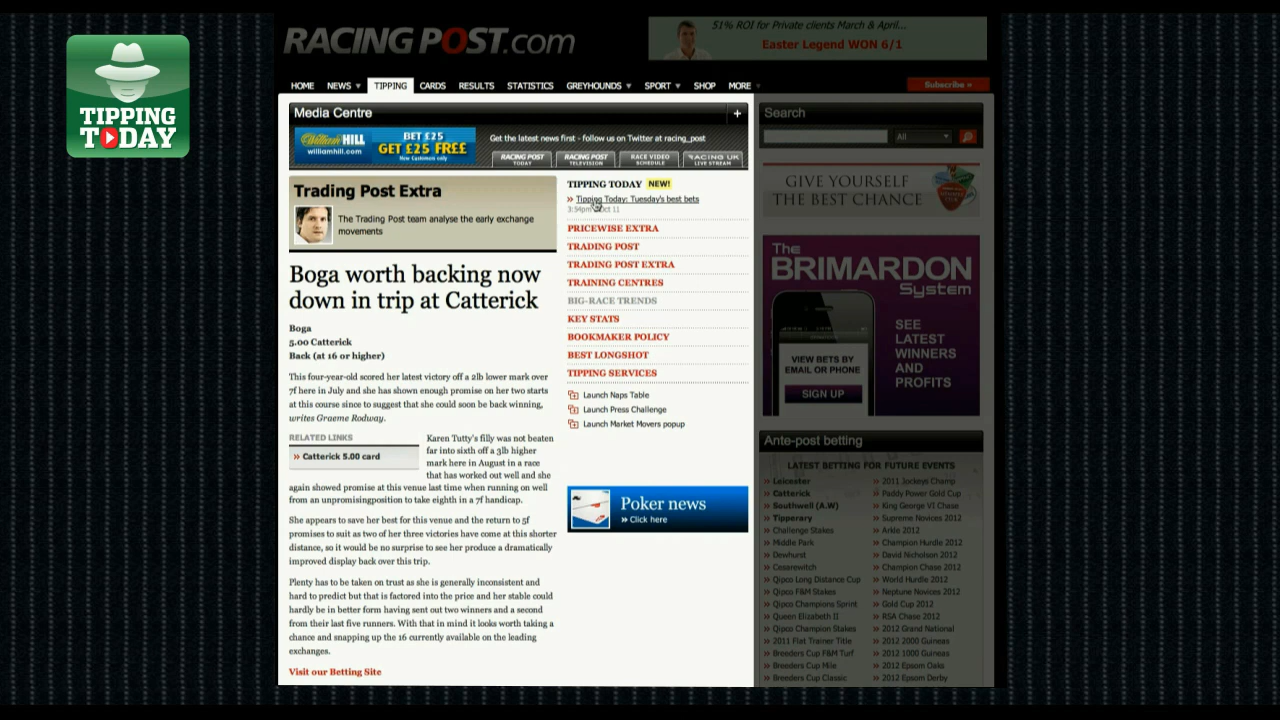 TIPPING
TODAY
RACING POST.com
51% ROI for Private clients March & April...
Easter Legend WON 6/1
HOME NEWS TIPPING CARDS RESULTS STATISTICS GREYHOUNDS SPORT SHOP MORE
Subscribe »
Media Centre +
William HILL
williamhill.com
BET £25
GET £25 FREE
New Customers only
Get the latest news first - follow us on Twitter at racing_post
RACING POST TODAY
RACING POST TELEVISION
RACE VIDEO SCHEDULE
RACING UK LIVE STREAM
Trading Post Extra
The Trading Post team analyse the early exchange
movements
Boga worth backing now
down in trip at Catterick
Boga
5.00 Catterick
Back (at 16 or higher)
This four-year-old scored her latest victory off a 2lb lower mark over
7f here in July and she has shown enough promise on her two starts
at this course since to suggest that she could soon be back winning,
writes Graeme Rodway.
RELATED LINKS
» Catterick 5.00 card
Karen Tutty's filly was not beaten
far into sixth off a 3lb higher
mark here in August in a race
that has worked out well and she
again showed promise at this venue last time when running on well
from an unpromisingposition to take eighth in a 7f handicap.
She appears to save her best for this venue and the return to 5f
promises to suit as two of her three victories have come at this shorter
distance, so it would be no surprise to see her produce a dramatically
improved display back over this trip.
Plenty has to be taken on trust as she is generally inconsistent and
hard to predict but that is factored into the price and her stable could
hardly be in better form having sent out two winners and a second
from their last five runners. With that in mind it looks worth taking a
chance and snapping up the 16 currently available on the leading
exchanges.
Visit our Betting Site
TIPPING TODAY NEW!
» Tipping Today: Tuesday's best bets
3:54pm Oct 11
PRICEWISE EXTRA
TRADING POST
TRADING POST EXTRA
TRAINING CENTRES
BIG-RACE TRENDS
KEY STATS
BOOKMAKER POLICY
BEST LONGSHOT
TIPPING SERVICES
Launch Naps Table
Launch Press Challenge
Launch Market Movers popup
Poker news
» Click here
Search
All
GIVE YOURSELF
THE BEST CHANCE
The
BRIMARDON
System
VIEW BETS BY
EMAIL OR PHONE
SIGN UP
SEE
LATEST
WINNERS
AND
PROFITS
Ante-post betting
LATEST BETTING FOR FUTURE EVENTS
» Leicester
» Catterick
» Southwell (A.W)
» Tipperary
» Challenge Stakes
» Middle Park
» Dewhurst
» Cesarewitch
» Qipco Long Distance Cup
» Qipco F&M Stakes
» Qipco Champions Sprint
» Queen Elizabeth II
» Qipco Champion Stakes
» 2011 Flat Trainer Title
» Breeders Cup F&M Turf
» Breeders Cup Mile
» Breeders Cup Classic
» 2011 Jockeys Champ
» Paddy Power Gold Cup
» King George VI Chase
» Supreme Novices 2012
» Arkle 2012
» Champion Hurdle 2012
» David Nicholson 2012
» Champion Chase 2012
» World Hurdle 2012
» Neptune Novices 2012
» Gold Cup 2012
» RSA Chase 2012
» 2012 Grand National
» 2012 2000 Guineas
» 2012 1000 Guineas
» 2012 Epsom Oaks
» 2012 Epsom Derby